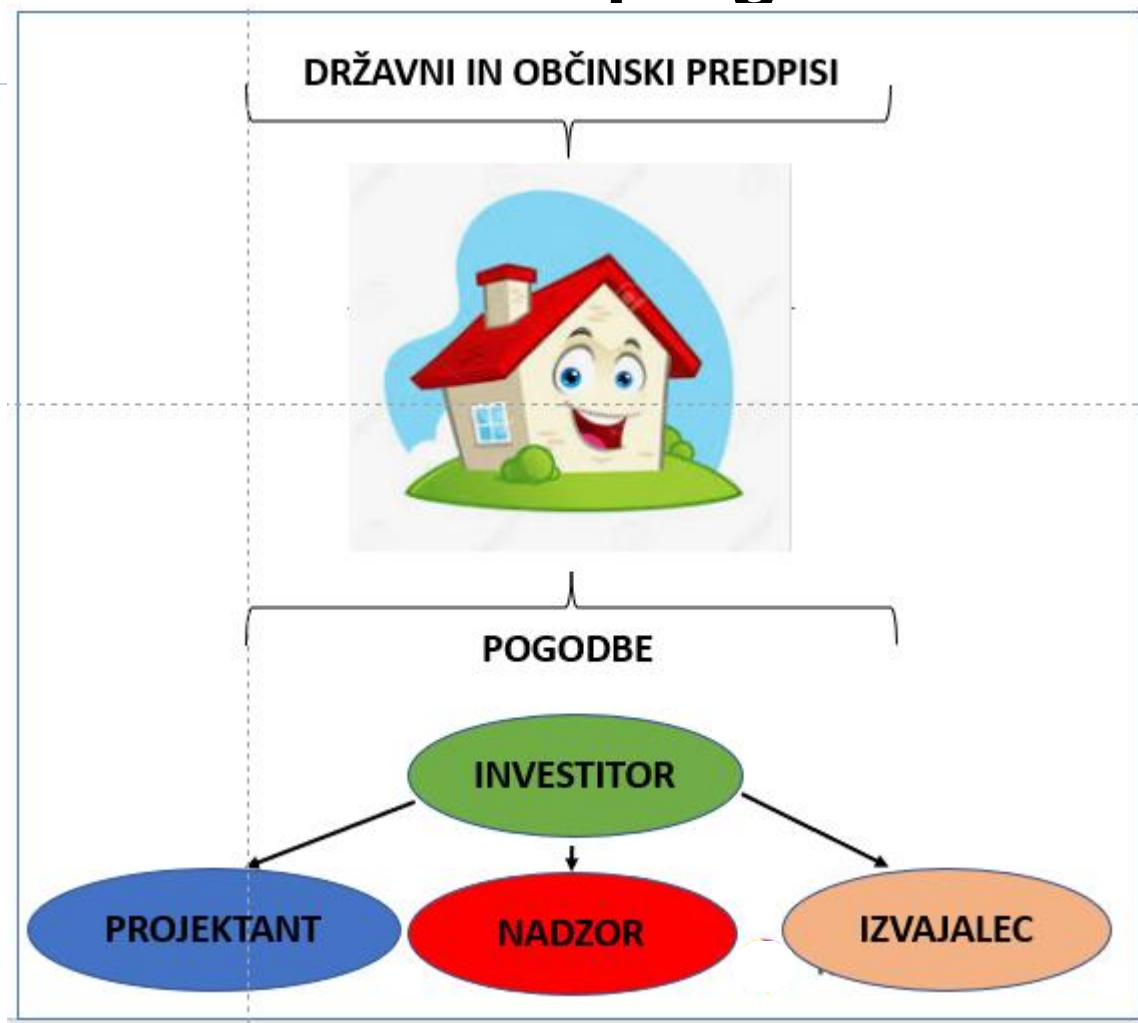 DRŽAVNI IN OBČINSKI PREDPISI
POGODBE
INVESTITOR
PROJEKTANT
NADZOR
IZVAJALEC